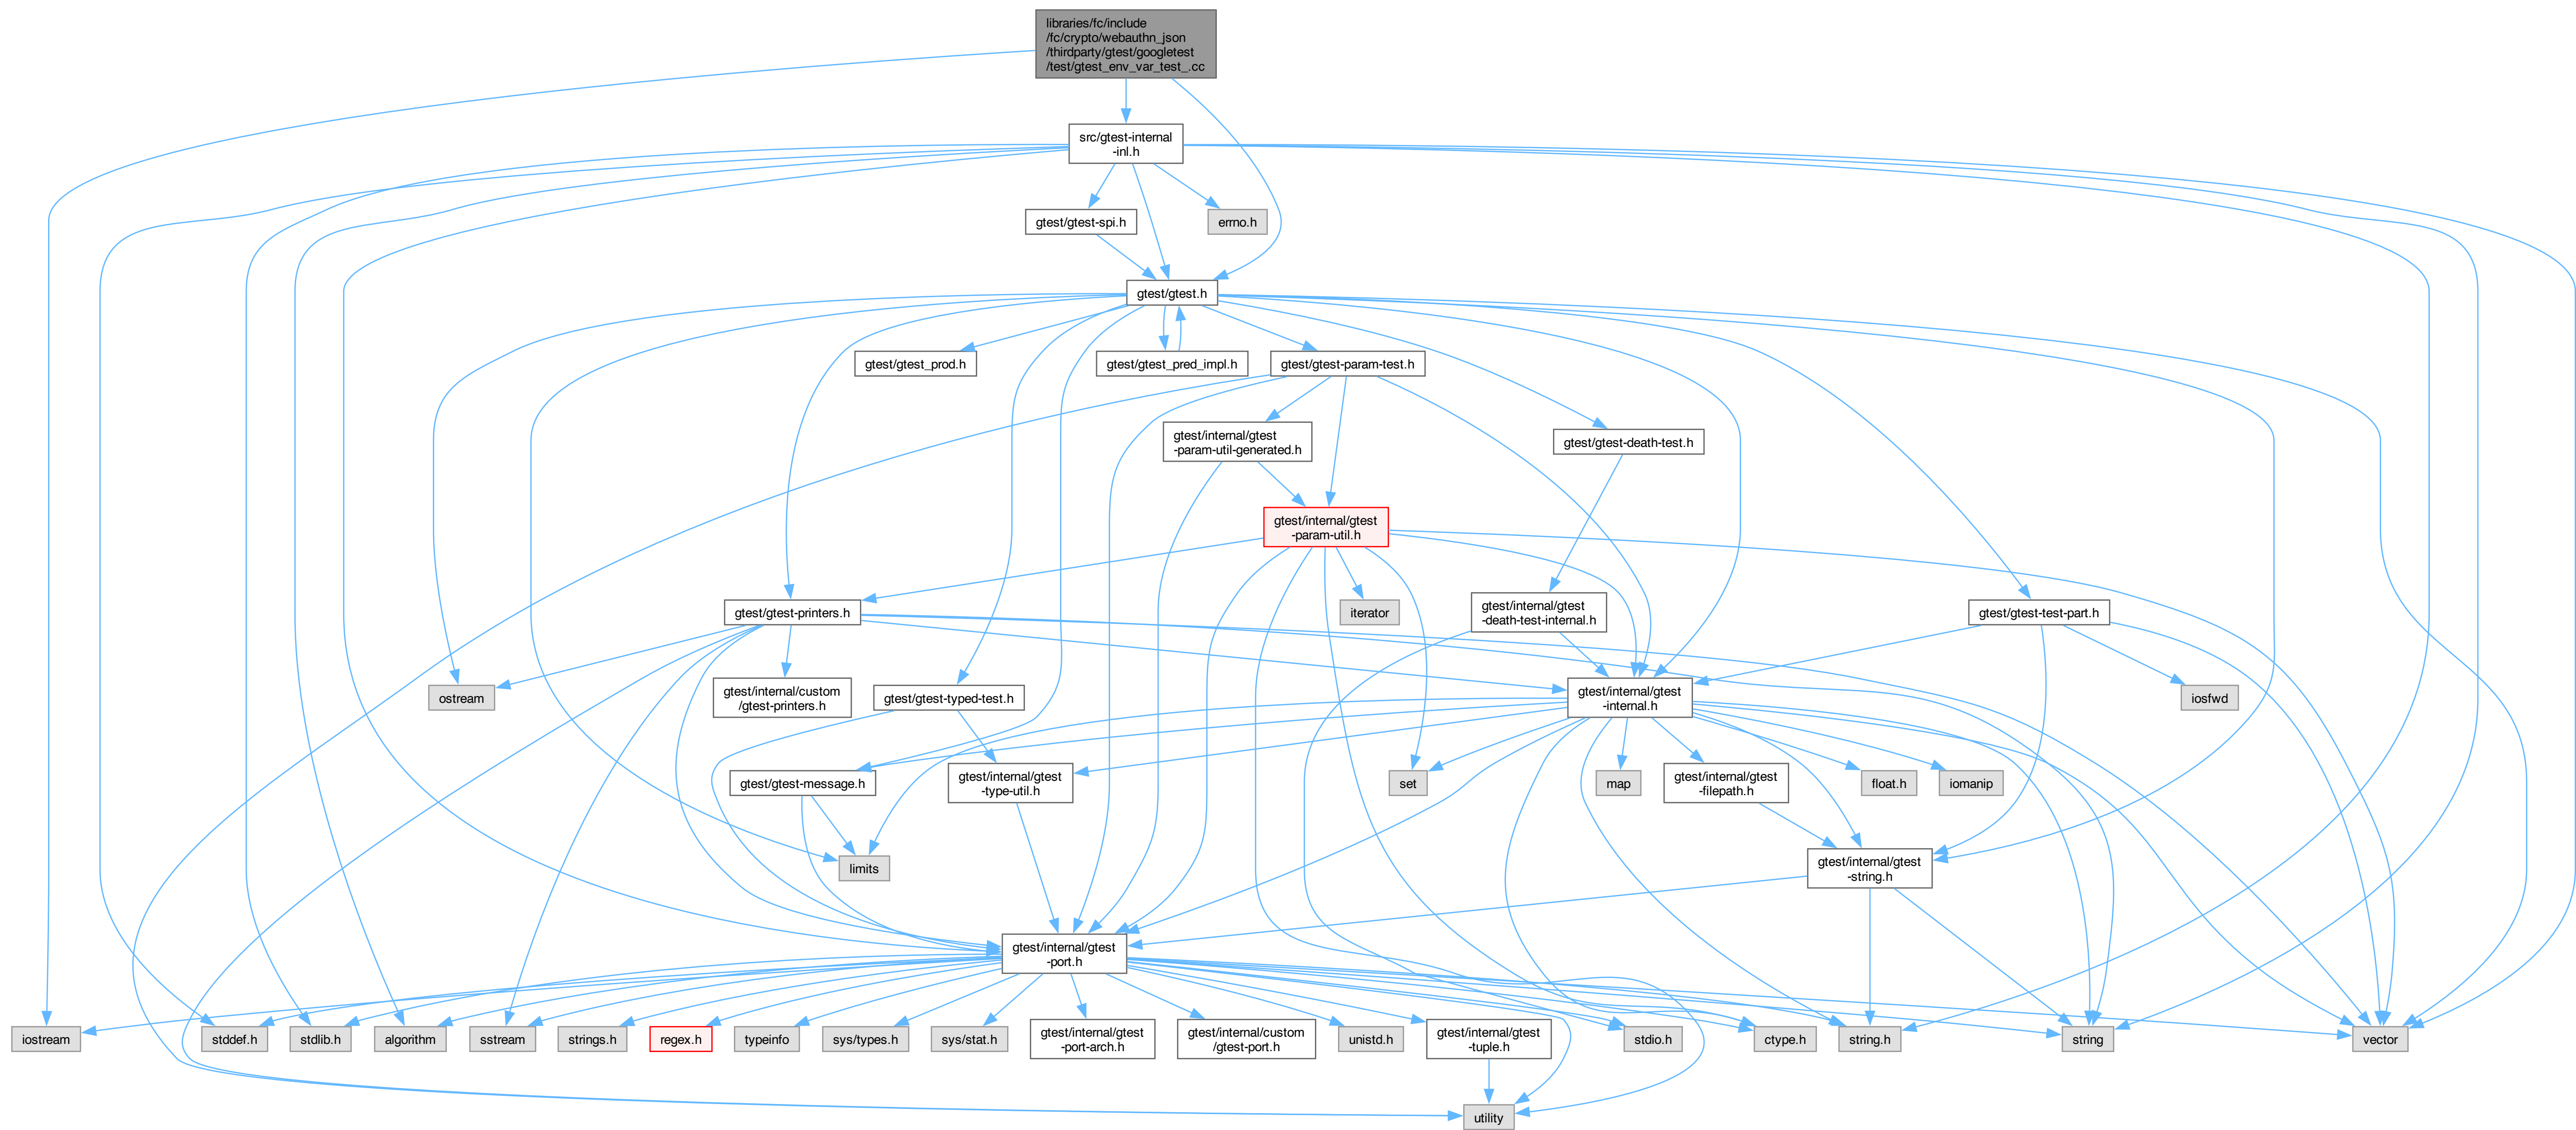 libraries/fc/include
/fc/crypto/webauthn_json
/thirdparty/gtest/googletest
/test/gtest_env_var_test_.cc
src/gtest-internal
-inl.h
gtest/gtest-spi.h
errno.h
gtest/gtest.h
gtest/gtest_prod.h
gtest/gtest_pred_impl.h
gtest/gtest-param-test.h
gtest/internal/gtest
-param-util-generated.h
gtest/gtest-death-test.h
gtest/internal/gtest
-param-util.h
gtest/gtest-printers.h
iterator
gtest/internal/gtest
-death-test-internal.h
gtest/gtest-test-part.h
ostream
gtest/internal/custom
/gtest-printers.h
gtest/gtest-typed-test.h
gtest/internal/gtest
-internal.h
iosfwd
gtest/gtest-message.h
gtest/internal/gtest
-type-util.h
set
map
gtest/internal/gtest
-filepath.h
float.h
iomanip
limits
gtest/internal/gtest
-string.h
gtest/internal/gtest
-port.h
iostream
stddef.h
stdlib.h
algorithm
sstream
strings.h
regex.h
typeinfo
sys/types.h
sys/stat.h
gtest/internal/gtest
-port-arch.h
gtest/internal/custom
/gtest-port.h
unistd.h
gtest/internal/gtest
-tuple.h
stdio.h
ctype.h
string.h
string
vector
utility